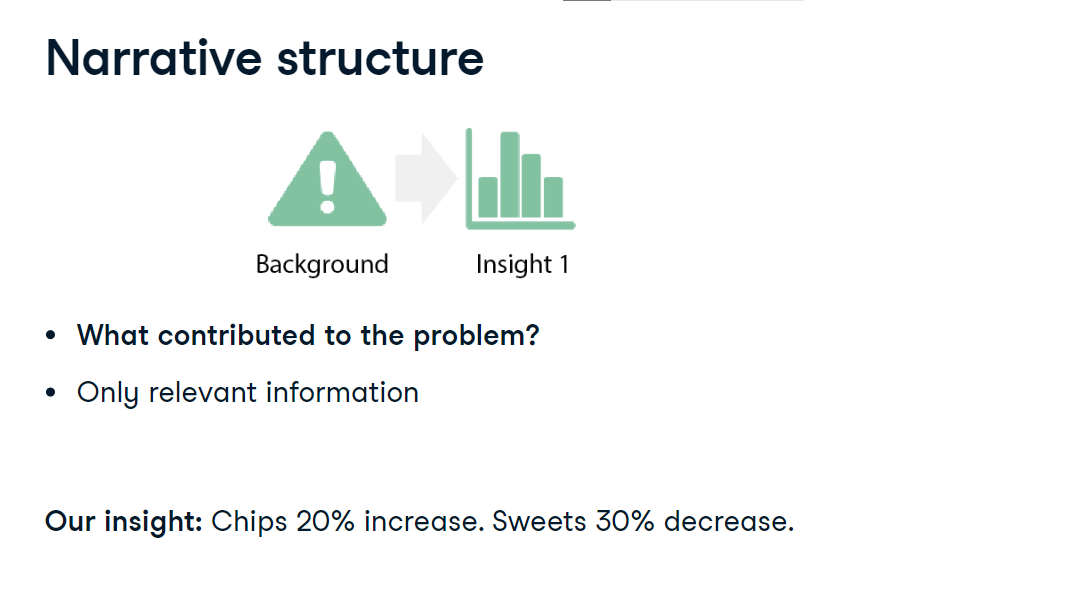 Narrative structure
Background
Insight 1
• What contributed to the problem?
• Only relevant information
Our insight: Chips 20% increase. Sweets 30% decrease.